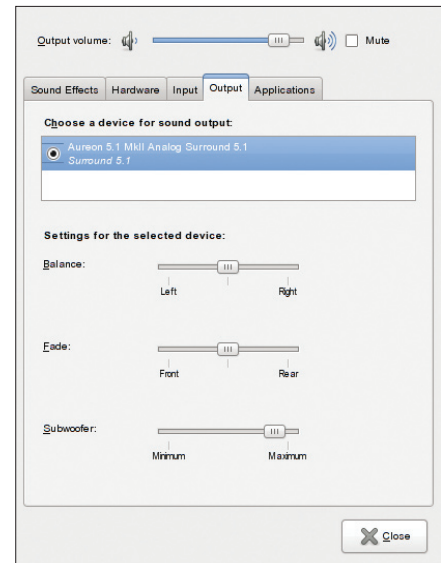 Output volume: Mute
Sound Effects Hardware Input Output Applications
Choose a device for sound output:
Aureon 5.1 MkII Analog Surround 5.1
Surround 5.1
Settings for the selected device:
Balance:
Left Right
Fade:
Front Rear
Subwoofer:
Minimum Maximum
Close